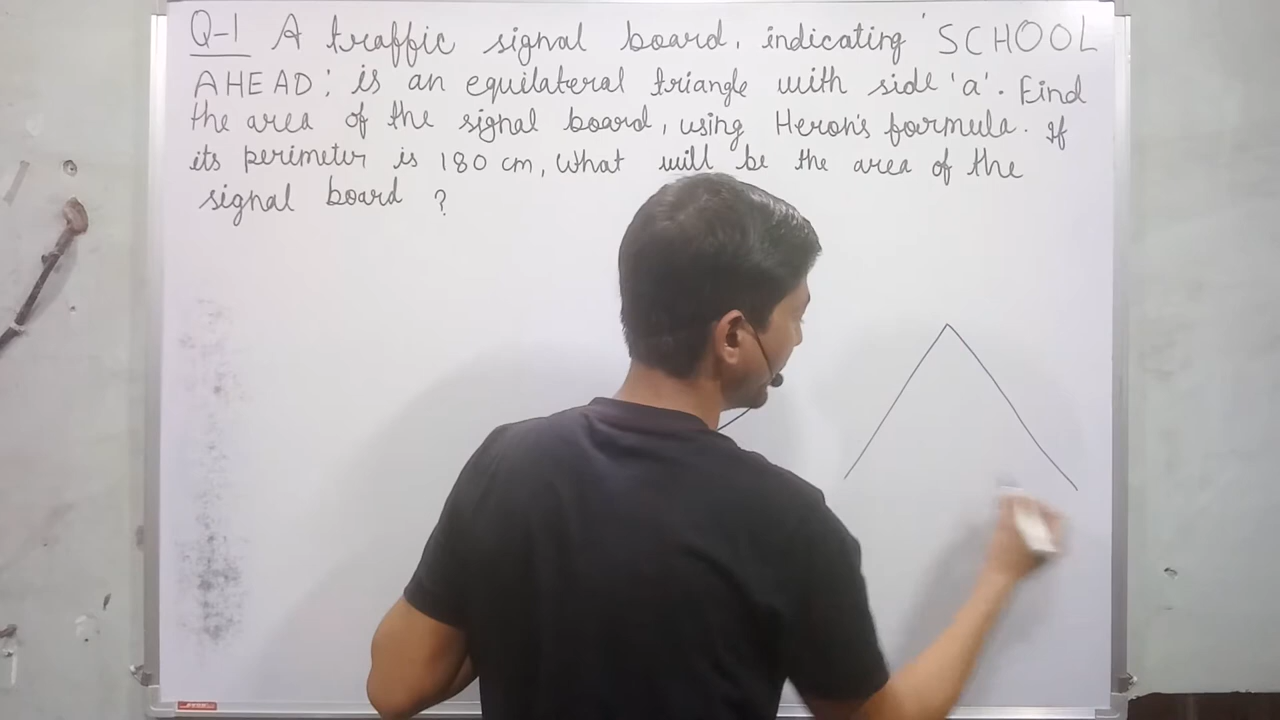 Q-1 A traffic signal board, indicating 'SCHOOL
AHEAD', is an equilateral triangle with side 'a'. Find
the area of the signal board, using Heron's formula. If
its perimeter is 180 cm, what will be the area of the
signal board ?